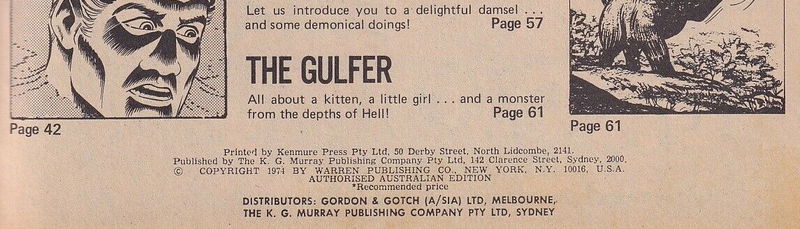 Let us introduce you to a delightful damsel ...
and some demonical doings! Page 57
THE GULFER
All about a kitten, a little girl ... and a monster
from the depths of Hell! Page 61
Page 42
Page 61
Printed by Kenmure Press Pty Ltd, 50 Derby Street, North Lidcombe, 2141.
Published by The K. G. Murray Publishing Company Pty Ltd, 142 Clarence Street, Sydney, 2000.
© COPYRIGHT 1974 BY WARREN PUBLISHING CO., NEW YORK, N.Y. 10016, U.S.A.
AUTHORISED AUSTRALIAN EDITION
*Recommended price
DISTRIBUTORS: GORDON & GOTCH (A/SIA) LTD, MELBOURNE,
THE K. G. MURRAY PUBLISHING COMPANY PTY LTD, SYDNEY